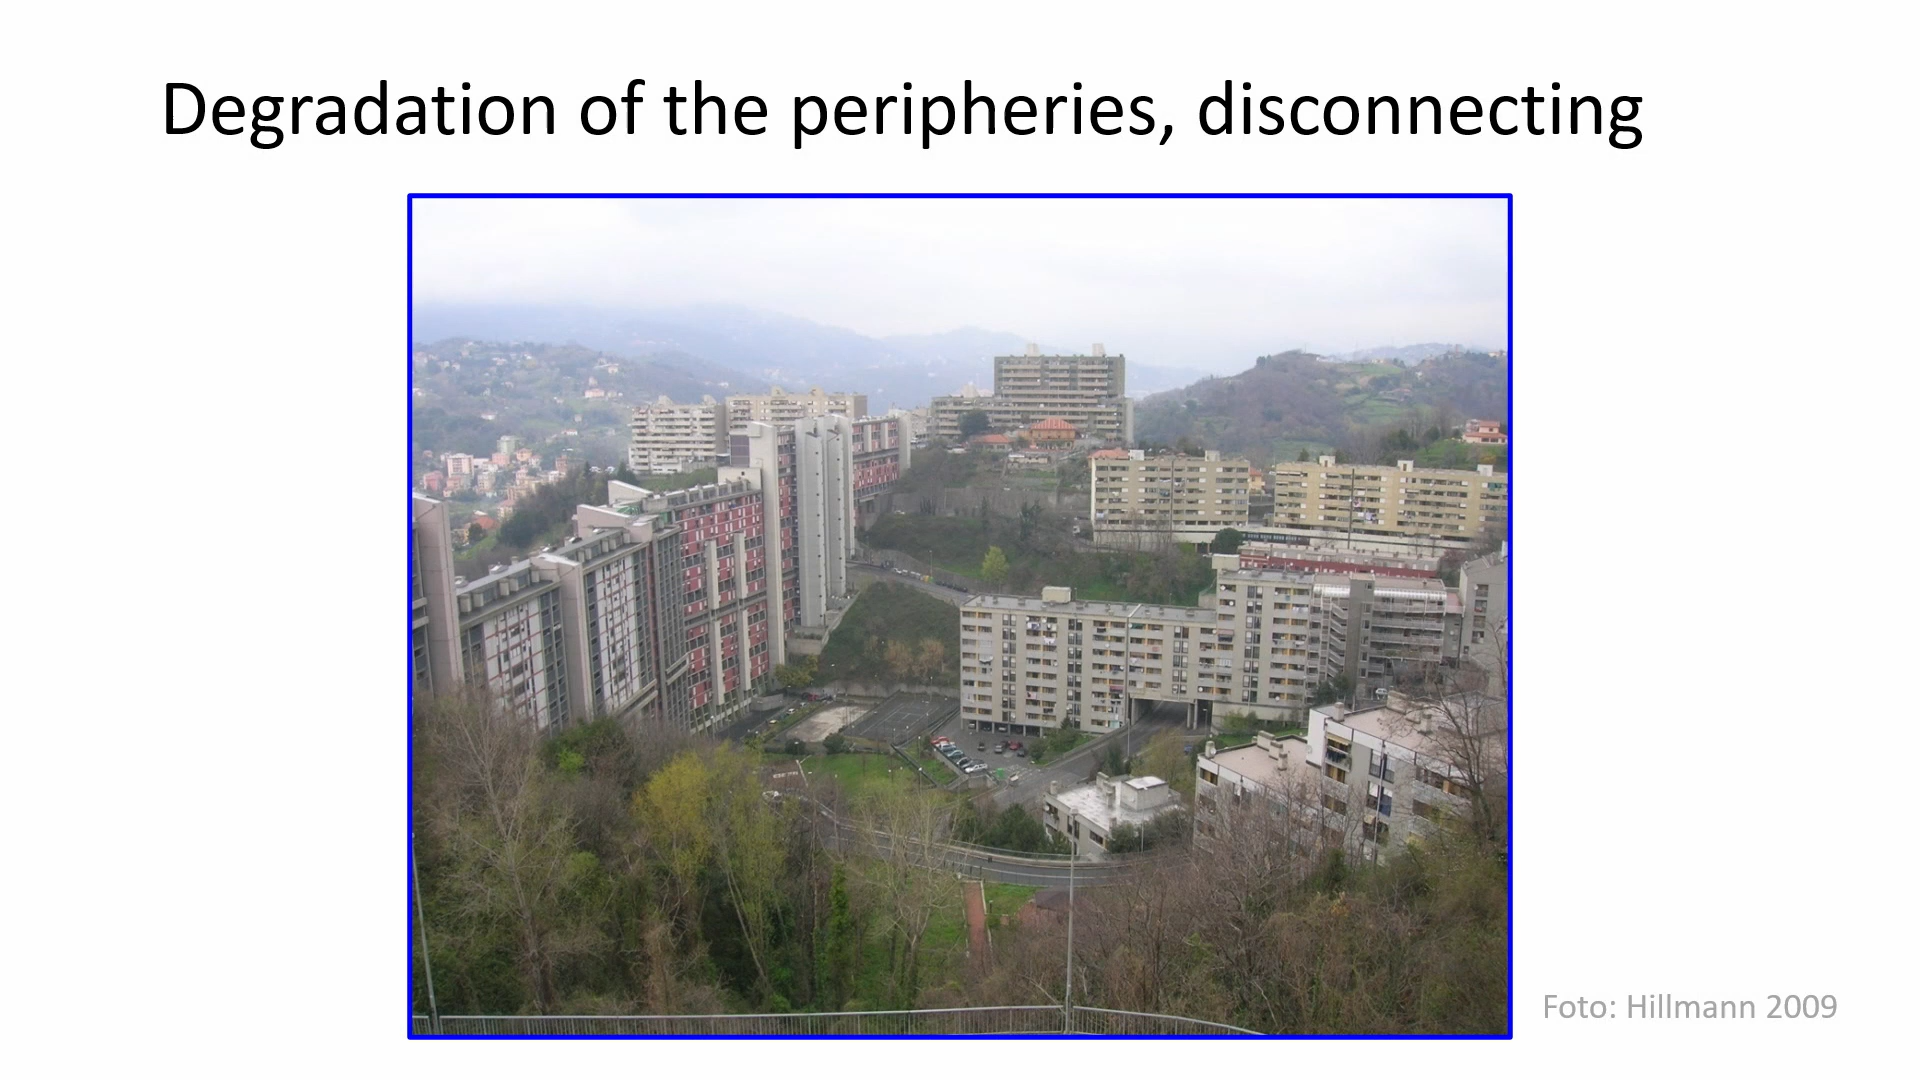 Degradation of the peripheries, disconnecting
Foto: Hillmann 2009